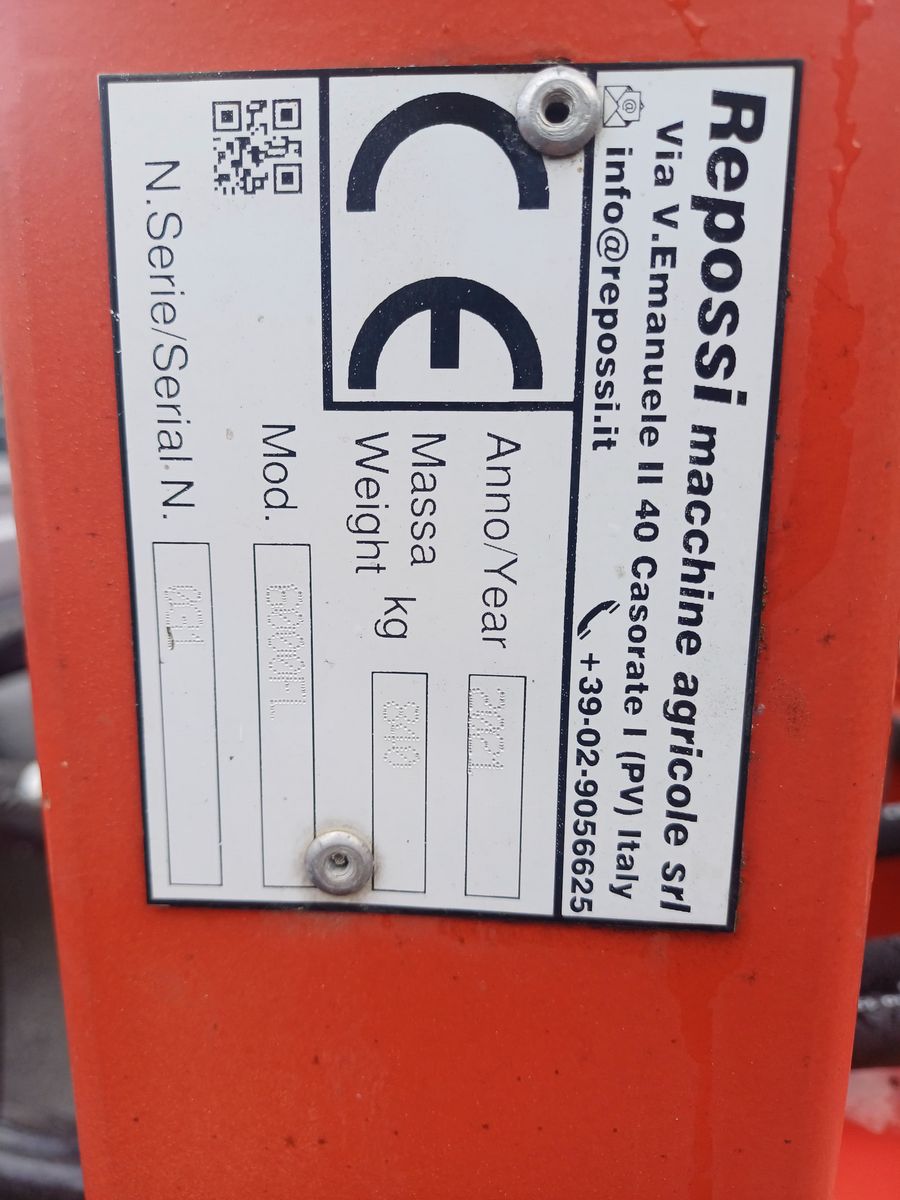 Repossi macchine agricole srl
Via V.Emanuele II 40 Casorate I (PV) Italy
info@repossi.it +39-02-9056625
CE
Anno/Year 2021
Massa kg 840
Weight
Mod.
N.Serie/Serial N.